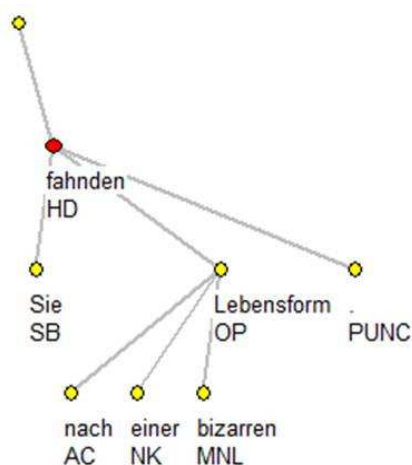 fahnden
HD
Sie Lebensform .
SB OP PUNC
nach einer bizarren
AC NK MNL